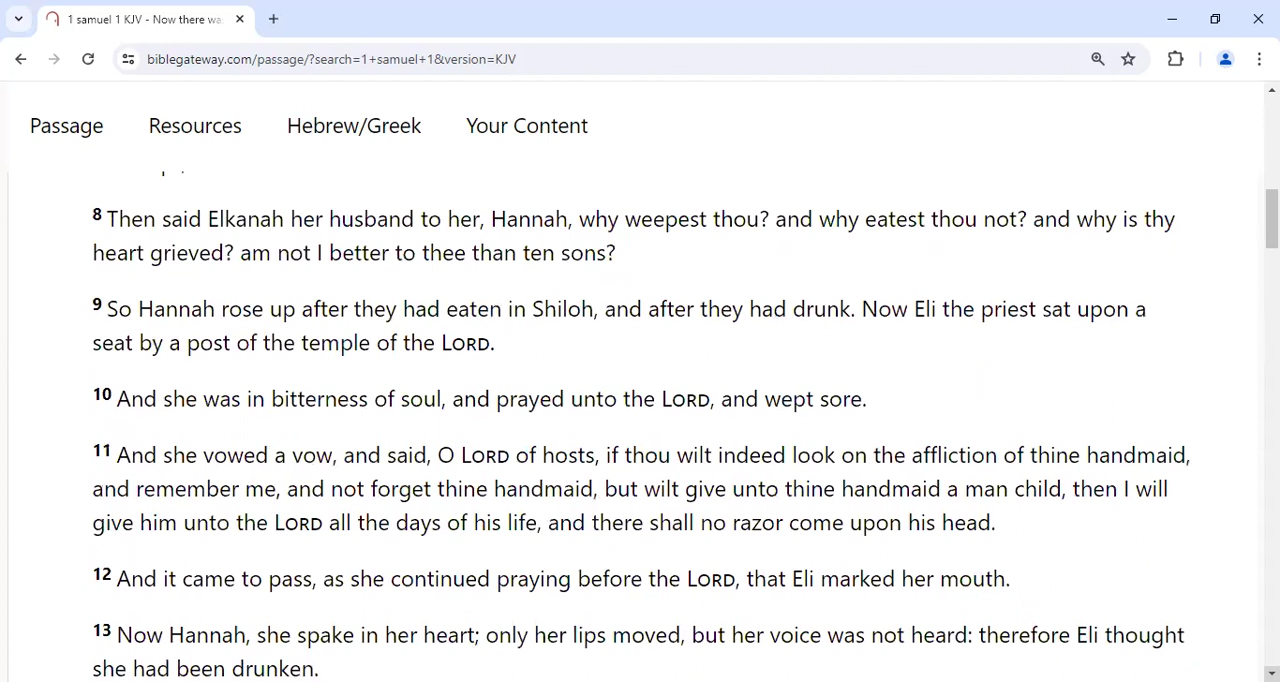 1 samuel 1 KJV - Now there wa
biblegateway.com/passage/?search=1+samuel+1&version=KJV
Passage Resources Hebrew/Greek Your Content
8 Then said Elkanah her husband to her, Hannah, why weepest thou? and why eatest thou not? and why is thy
heart grieved? am not I better to thee than ten sons?
9 So Hannah rose up after they had eaten in Shiloh, and after they had drunk. Now Eli the priest sat upon a
seat by a post of the temple of the LORD.
10 And she was in bitterness of soul, and prayed unto the LORD, and wept sore.
11 And she vowed a vow, and said, O LORD of hosts, if thou wilt indeed look on the affliction of thine handmaid,
and remember me, and not forget thine handmaid, but wilt give unto thine handmaid a man child, then I will
give him unto the LORD all the days of his life, and there shall no razor come upon his head.
12 And it came to pass, as she continued praying before the LORD, that Eli marked her mouth.
13 Now Hannah, she spake in her heart; only her lips moved, but her voice was not heard: therefore Eli thought
she had been drunken.